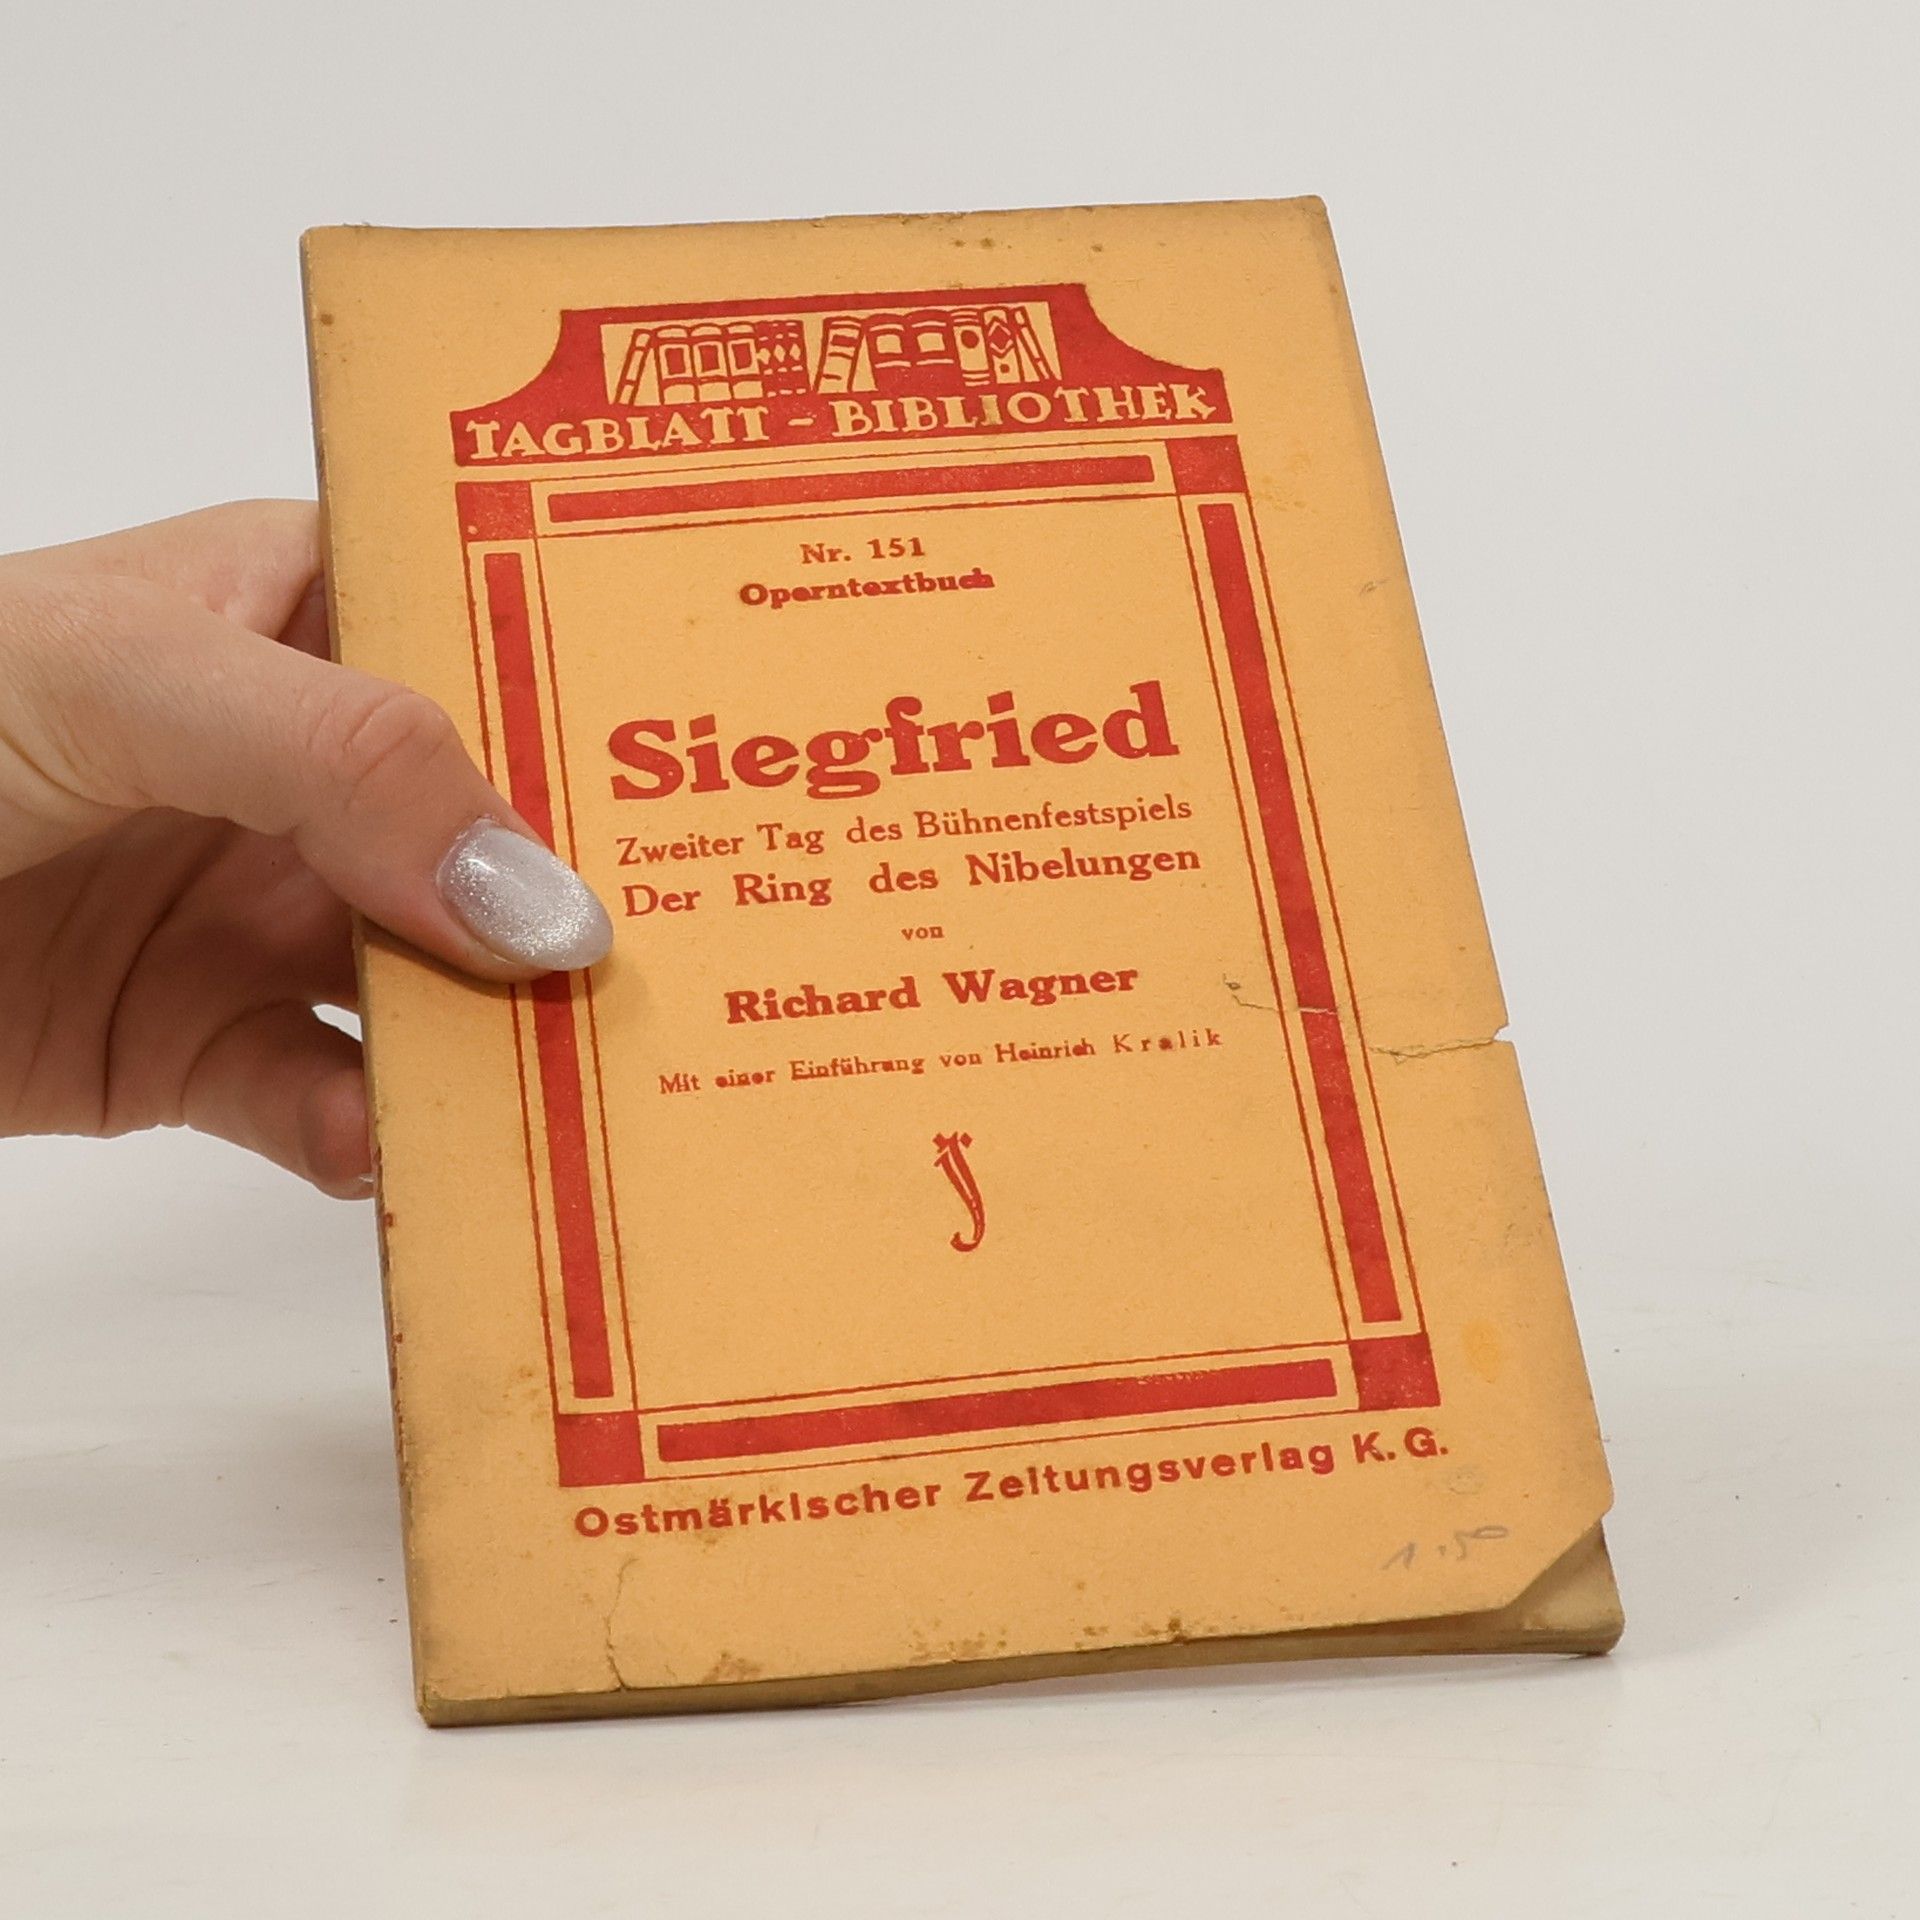 TAGBLATT - BIBLIOTHEK
Nr. 151
Operntextbuch
Siegfried
Zweiter Tag des Bühnenfestspiels
Der Ring des Nibelungen
von
Richard Wagner
Mit einer Einführung von Heinrich Kralik
Ostmärkischer Zeitungsverlag K. G.
1.50